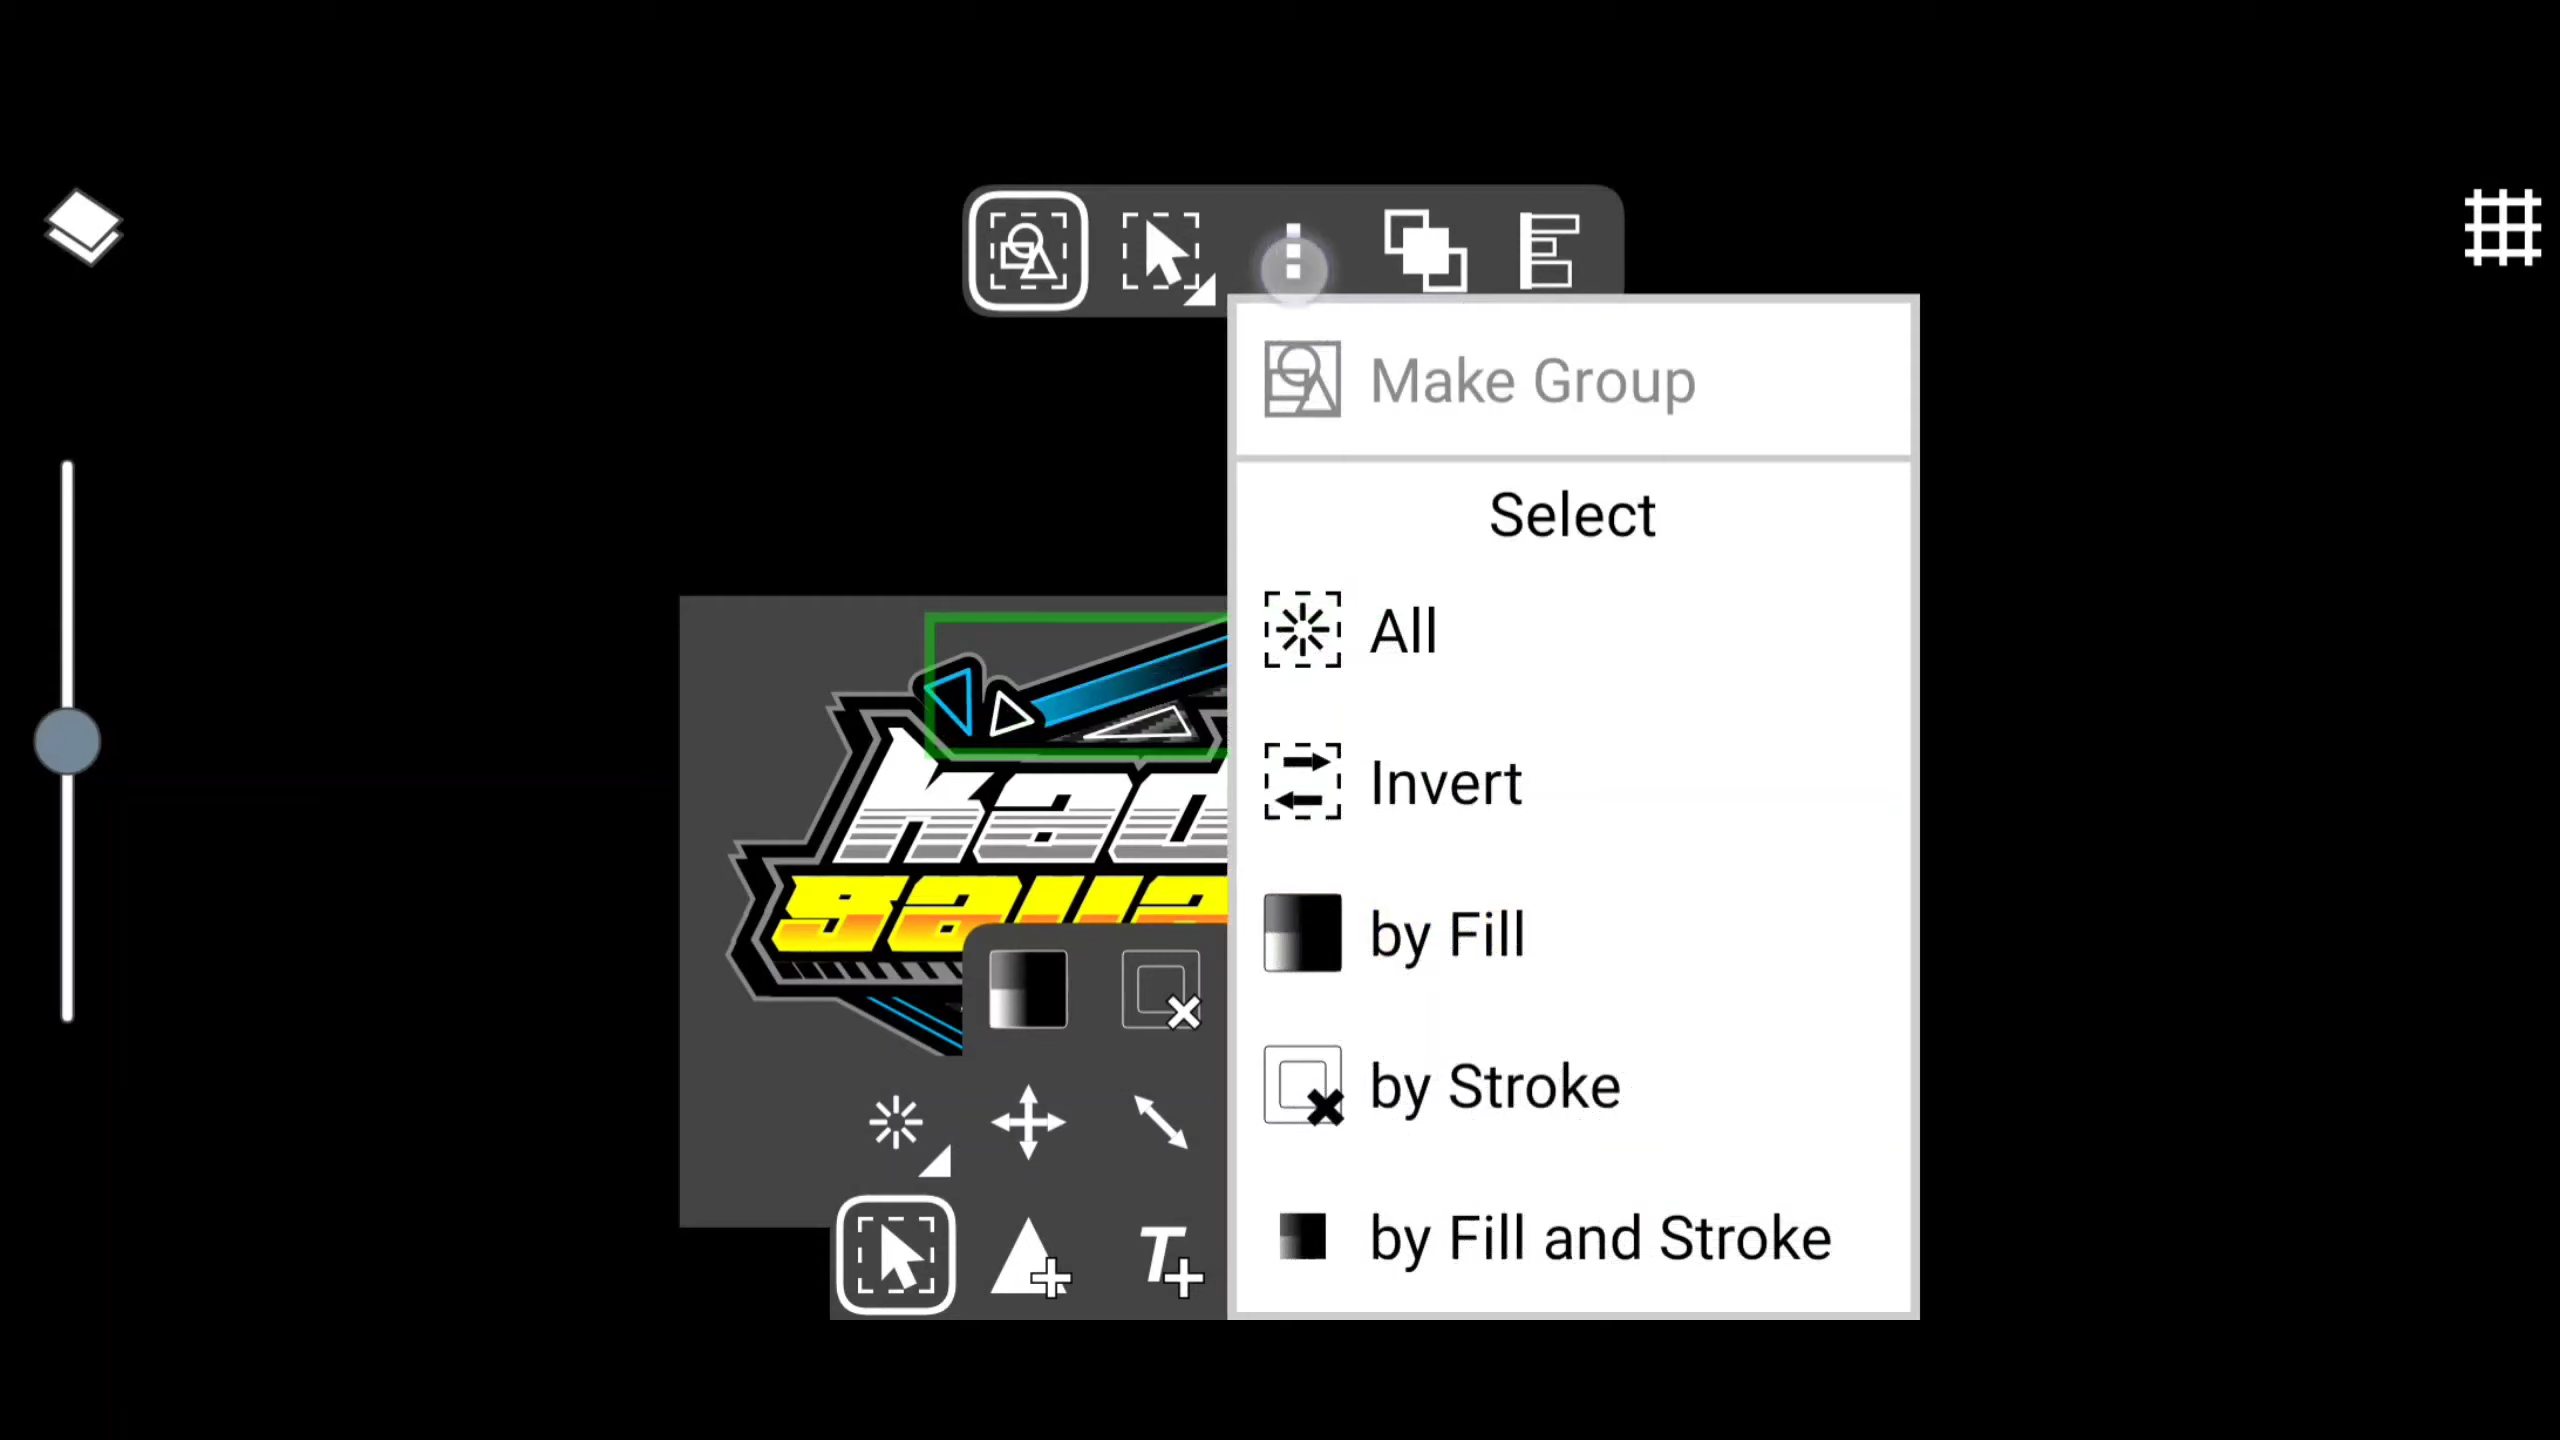 Make Group
Select
All
Invert
by Fill
by Stroke
by Fill and Stroke